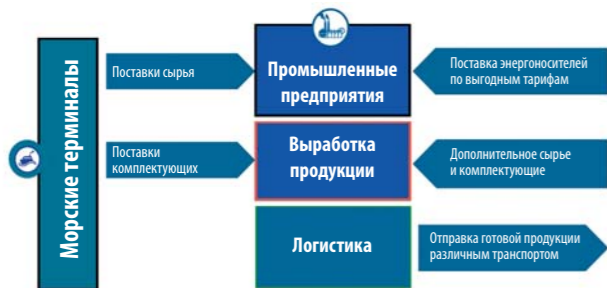 Морские терминалы
Поставки сырья
Промышленные
предприятия
Поставка энергоносителей
по выгодным тарифам
Поставки
комплектующих
Выработка
продукции
Дополнительное сырье
и комплектующие
Логистика
Отправка готовой продукции
различным транспортом